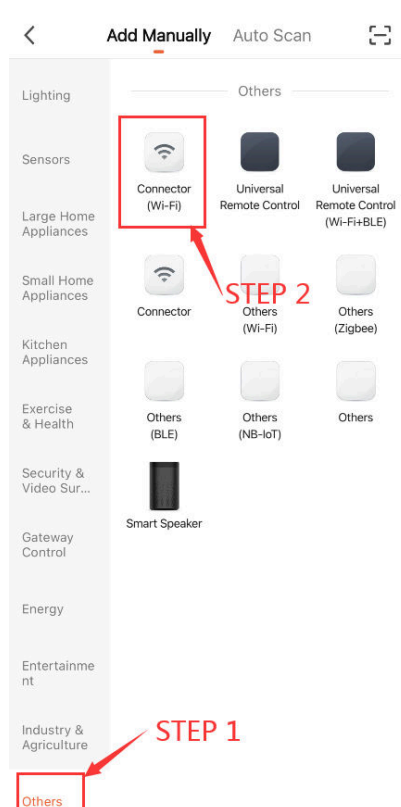 Add Manually Auto Scan
Lighting
Sensors
Large Home
Appliances
Small Home
Appliances
Kitchen
Appliances
Exercise
& Health
Security &
Video Sur...
Gateway
Control
Energy
Entertainme
nt
Industry &
Agriculture
Others
Others
Connector
(Wi-Fi)
Universal
Remote Control
Universal
Remote Control
(Wi-Fi+BLE)
STEP 2
Connector
Others
(Wi-Fi)
Others
(Zigbee)
Others
(BLE)
Others
(NB-IoT)
Others
Smart Speaker
STEP 1